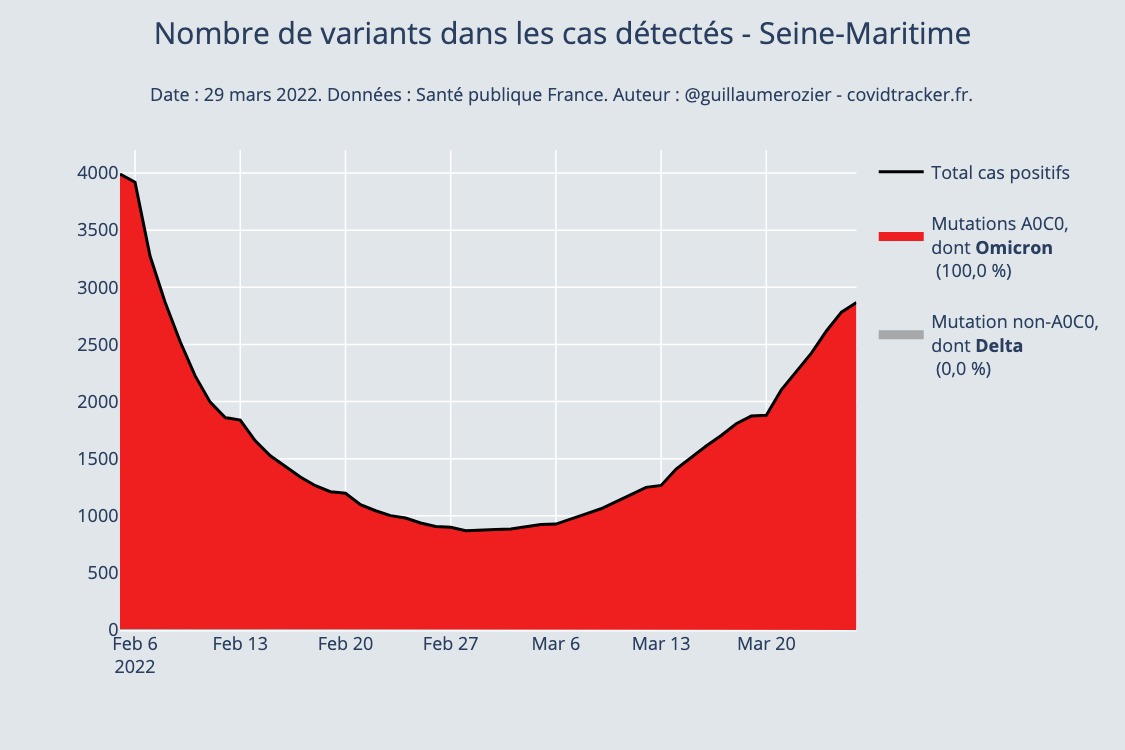 Nombre de variants dans les cas détectés - Seine-Maritime
Date : 29 mars 2022. Données : Santé publique France. Auteur : @guillaumerozier - covidtracker.fr.
4000
3500
3000
2500
2000
1500
1000
500
0
Feb 6
2022
Feb 13
Feb 20
Feb 27
Mar 6
Mar 13
Mar 20
Total cas positifs
Mutations A0C0,
dont Omicron
(100,0 %)
Mutation non-A0C0,
dont Delta
(0,0 %)